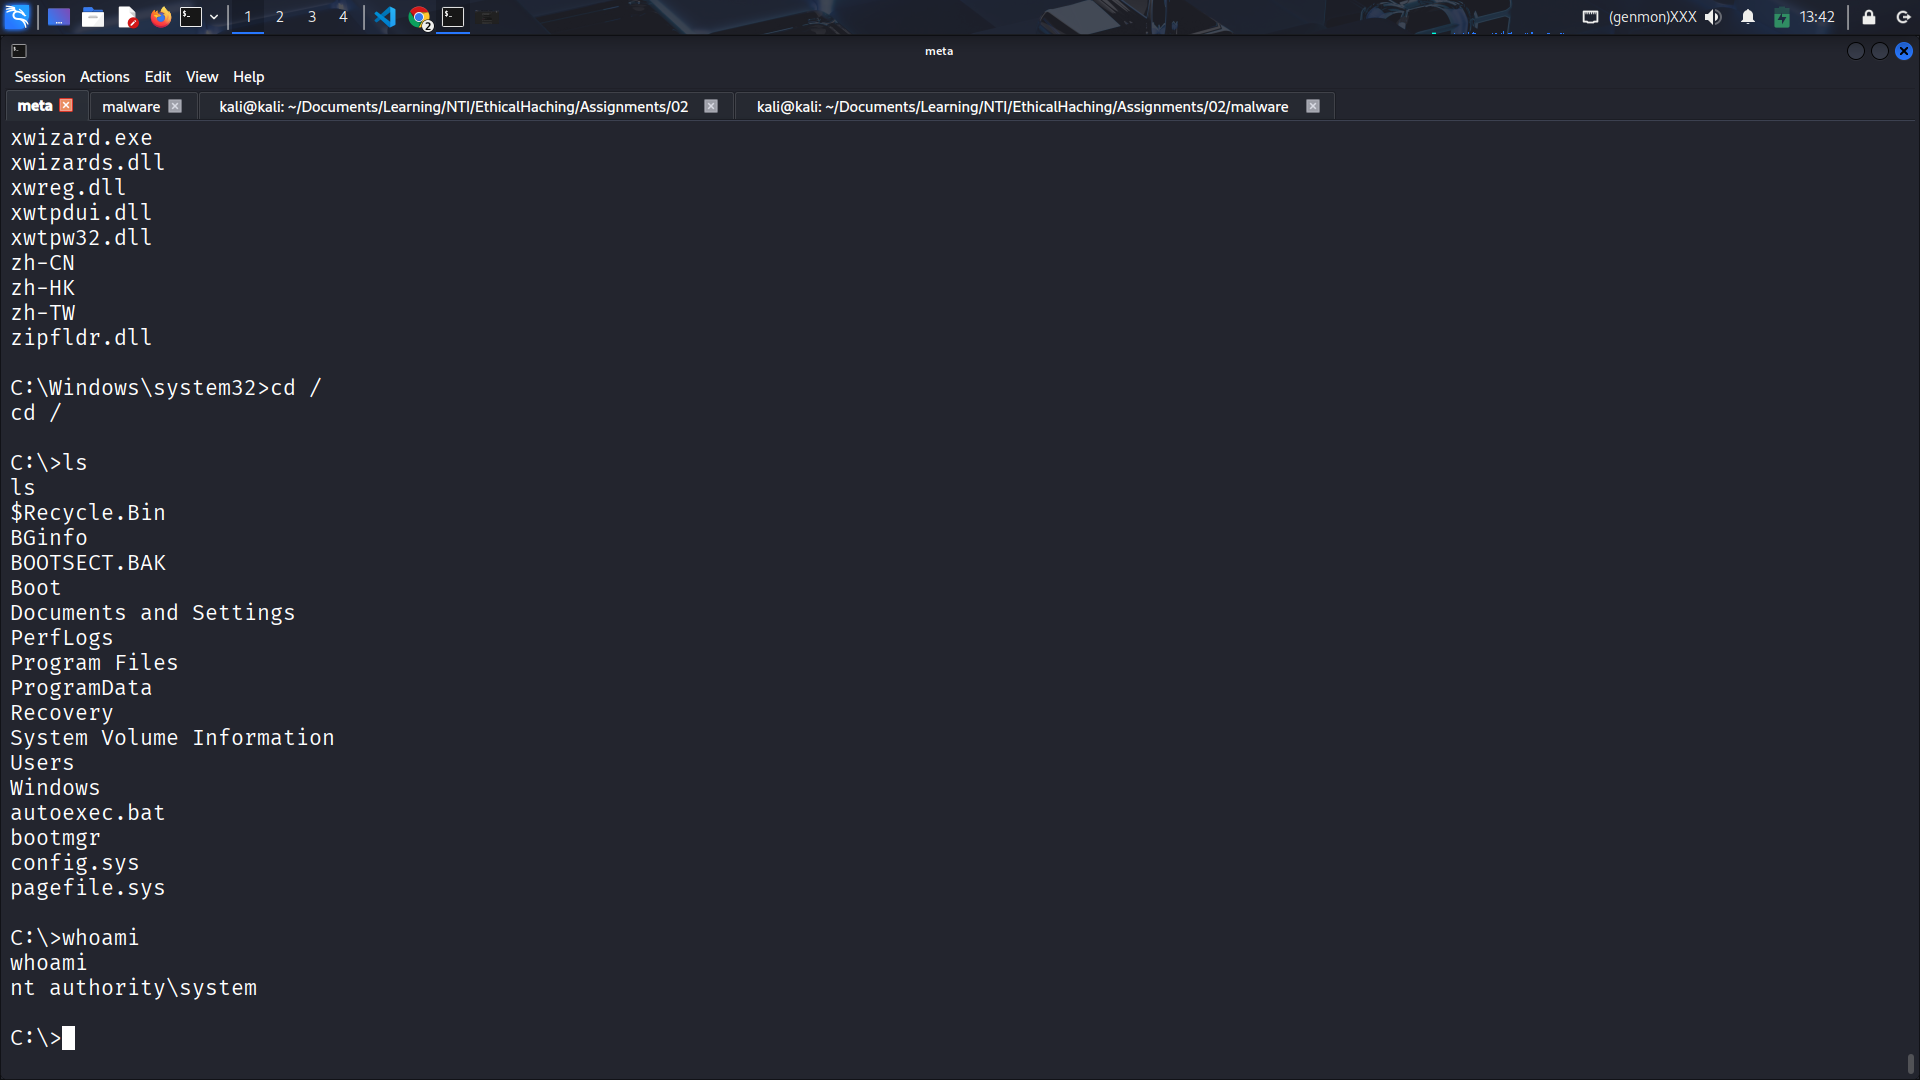 1 2 3 4 2 (genmon)XXX 13:42
meta
Session Actions Edit View Help
meta malware kali@kali: ~/Documents/Learning/NTI/EthicalHaching/Assignments/02 kali@kali: ~/Documents/Learning/NTI/EthicalHaching/Assignments/02/malware
xwizard.exe
xwizards.dll
xwreg.dll
xwtpdui.dll
xwtpw32.dll
zh-CN
zh-HK
zh-TW
zipfldr.dll
C:\Windows\system32>cd /
cd /
C:\>ls
ls
$Recycle.Bin
BGinfo
BOOTSECT.BAK
Boot
Documents and Settings
PerfLogs
Program Files
ProgramData
Recovery
System Volume Information
Users
Windows
autoexec.bat
bootmgr
config.sys
pagefile.sys
C:\>whoami
whoami
nt authority\system
C:\>